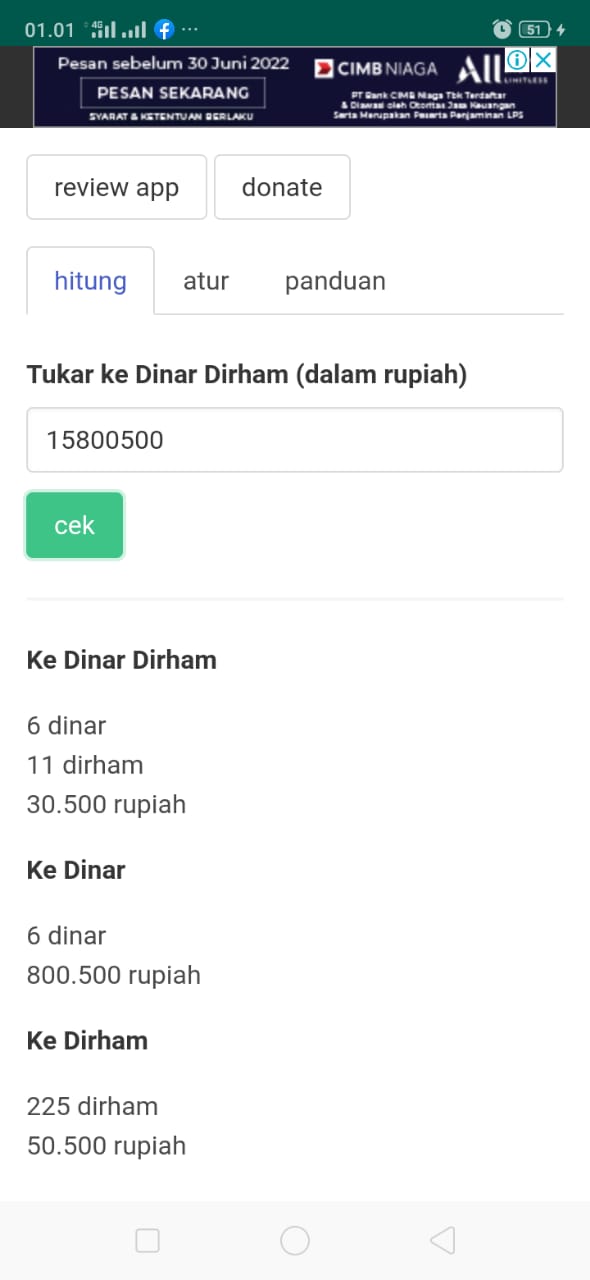 01.01 4G
51
Pesan sebelum 30 Juni 2022
PESAN SEKARANG
SYARAT & KETENTUAN BERLAKU
CIMB NIAGA
All
LIMITLESS
PT Bank CIMB Niaga Tbk Terdaftar
& Diawasi oleh Otoritas Jasa Keuangan
Serta Merupakan Peserta Penjaminan LPS
review app
donate
hitung
atur
panduan
Tukar ke Dinar Dirham (dalam rupiah)
15800500
cek
Ke Dinar Dirham
6 dinar
11 dirham
30.500 rupiah
Ke Dinar
6 dinar
800.500 rupiah
Ke Dirham
225 dirham
50.500 rupiah